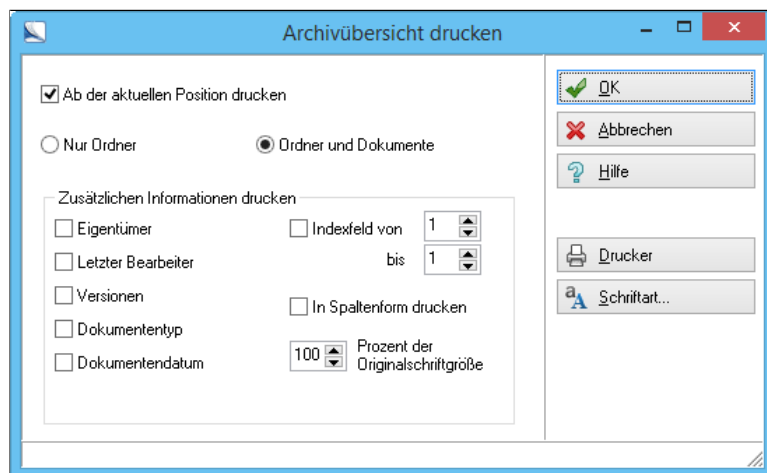 Archivübersicht drucken
Ab der aktuellen Position drucken
Nur Ordner
Ordner und Dokumente
Zusätzlichen Informationen drucken
Eigentümer
Letzter Bearbeiter
Versionen
Dokumententyp
Dokumentendatum
Indexfeld von 1
bis 1
In Spaltenform drucken
100 Prozent der
Originalschriftgröße
OK
Abbrechen
Hilfe
Drucker
Schriftart...